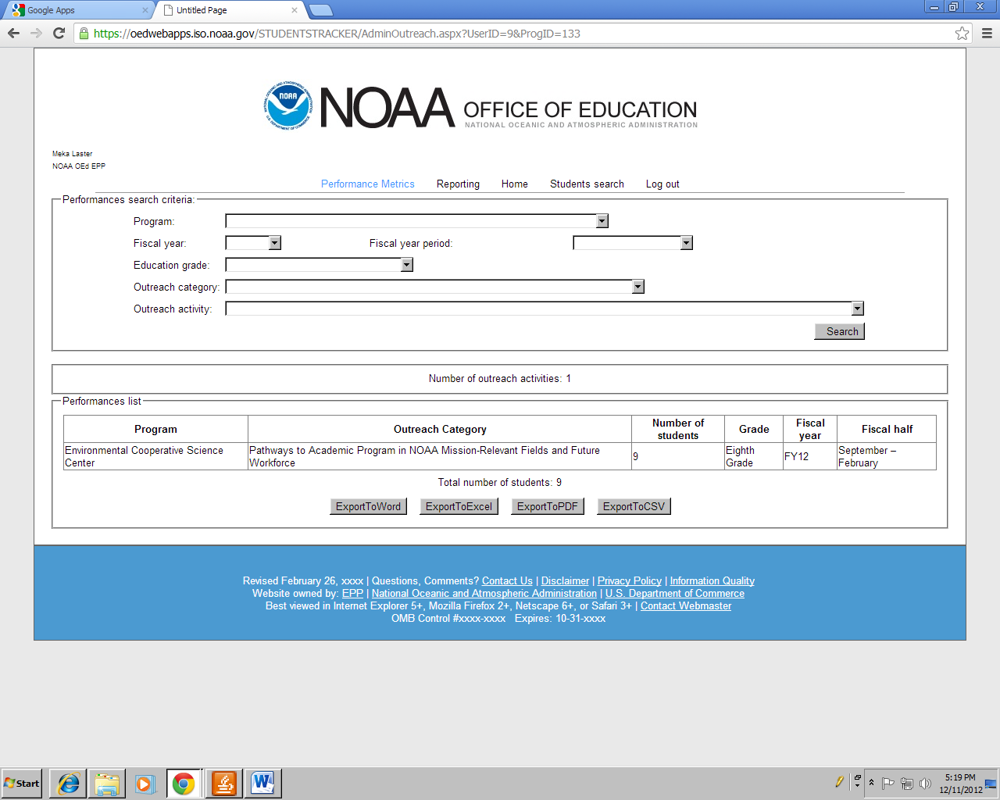 Google Apps
Untitled Page
https://oedwebapps.iso.noaa.gov/STUDENTSTRACKER/AdminOutreach.aspx?UserID=9&ProgID=133
NOAA OFFICE OF EDUCATION
NATIONAL OCEANIC AND ATMOSPHERIC ADMINISTRATION
Meka Laster
NOAA OEd EPP
Performance Metrics Reporting Home Students search Log out
Performances search criteria:
Program:
Fiscal year: Fiscal year period:
Education grade:
Outreach category:
Outreach activity:
Search
Number of outreach activities: 1
Performances list
Program Outreach Category Number of students Grade Fiscal year Fiscal half
Environmental Cooperative Science Center Pathways to Academic Program in NOAA Mission-Relevant Fields and Future Workforce 9 Eighth Grade FY12 September – February
Total number of students: 9
ExportToWord ExportToExcel ExportToPDF ExportToCSV
Revised February 26, xxxx | Questions, Comments? Contact Us | Disclaimer | Privacy Policy | Information Quality
Website owned by: EPP | National Oceanic and Atmospheric Administration | U.S. Department of Commerce
Best viewed in Internet Explorer 5+, Mozilla Firefox 2+, Netscape 6+, or Safari 3+ | Contact Webmaster
OMB Control #xxxx-xxxx Expires: 10-31-xxxx
Start
5:19 PM
12/11/2012